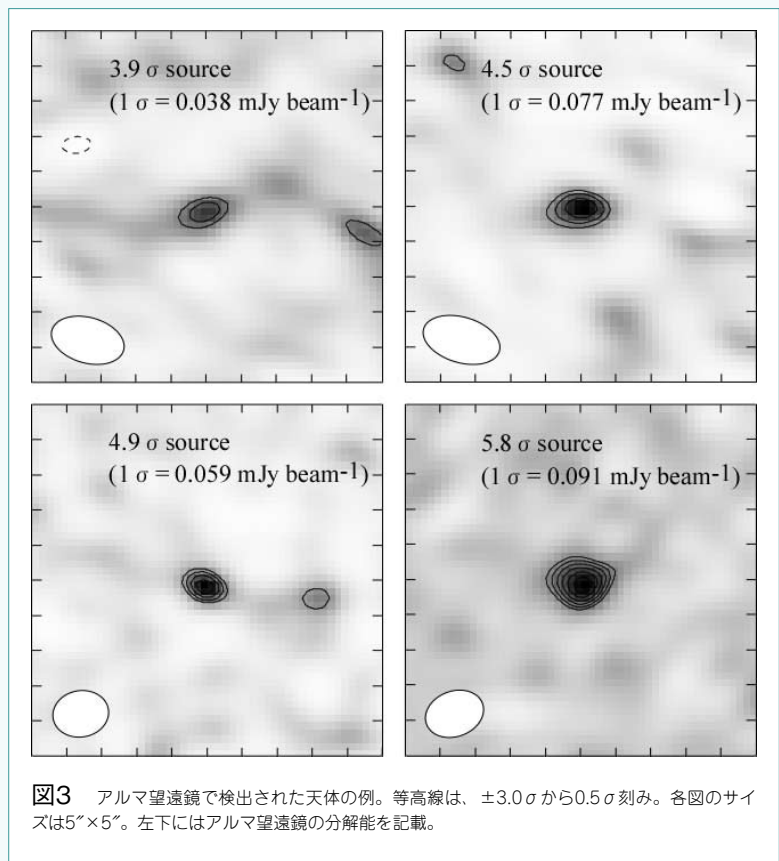 3.9 σ source
(1 σ = 0.038 mJy beam-1)
4.5 σ source
(1 σ = 0.077 mJy beam-1)
4.9 σ source
(1 σ = 0.059 mJy beam-1)
5.8 σ source
(1 σ = 0.091 mJy beam-1)
図3 アルマ望遠鏡で検出された天体の例。等高線は、±3.0σから0.5σ刻み。各図のサイ
ズは5″×5″。左下にはアルマ望遠鏡の分解能を記載。